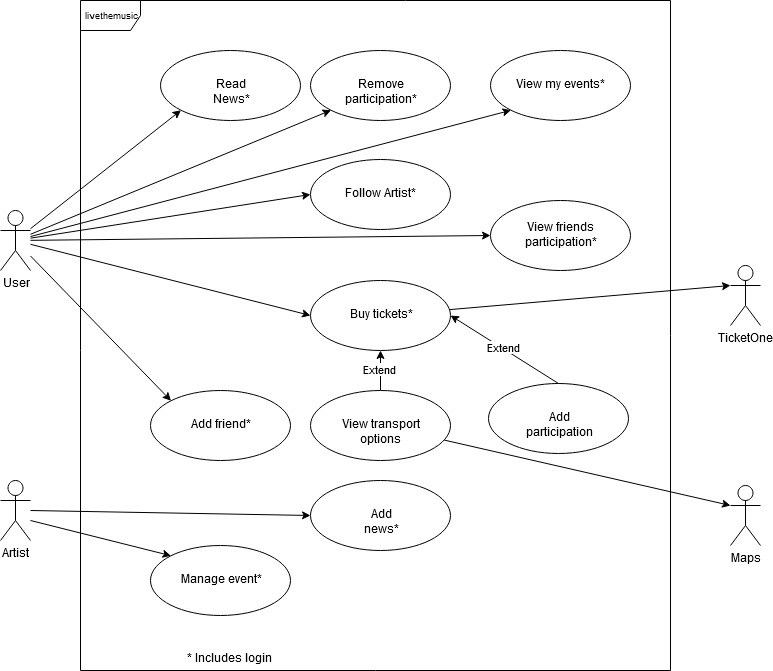 livethemusic
Read
News*
Remove
participation*
View my events*
Follow Artist*
View friends
participation*
User
Buy tickets*
TicketOne
Extend
Extend
Add friend*
View transport
options
Add
participation
Artist
Add
news*
Maps
Manage event*
* Includes login